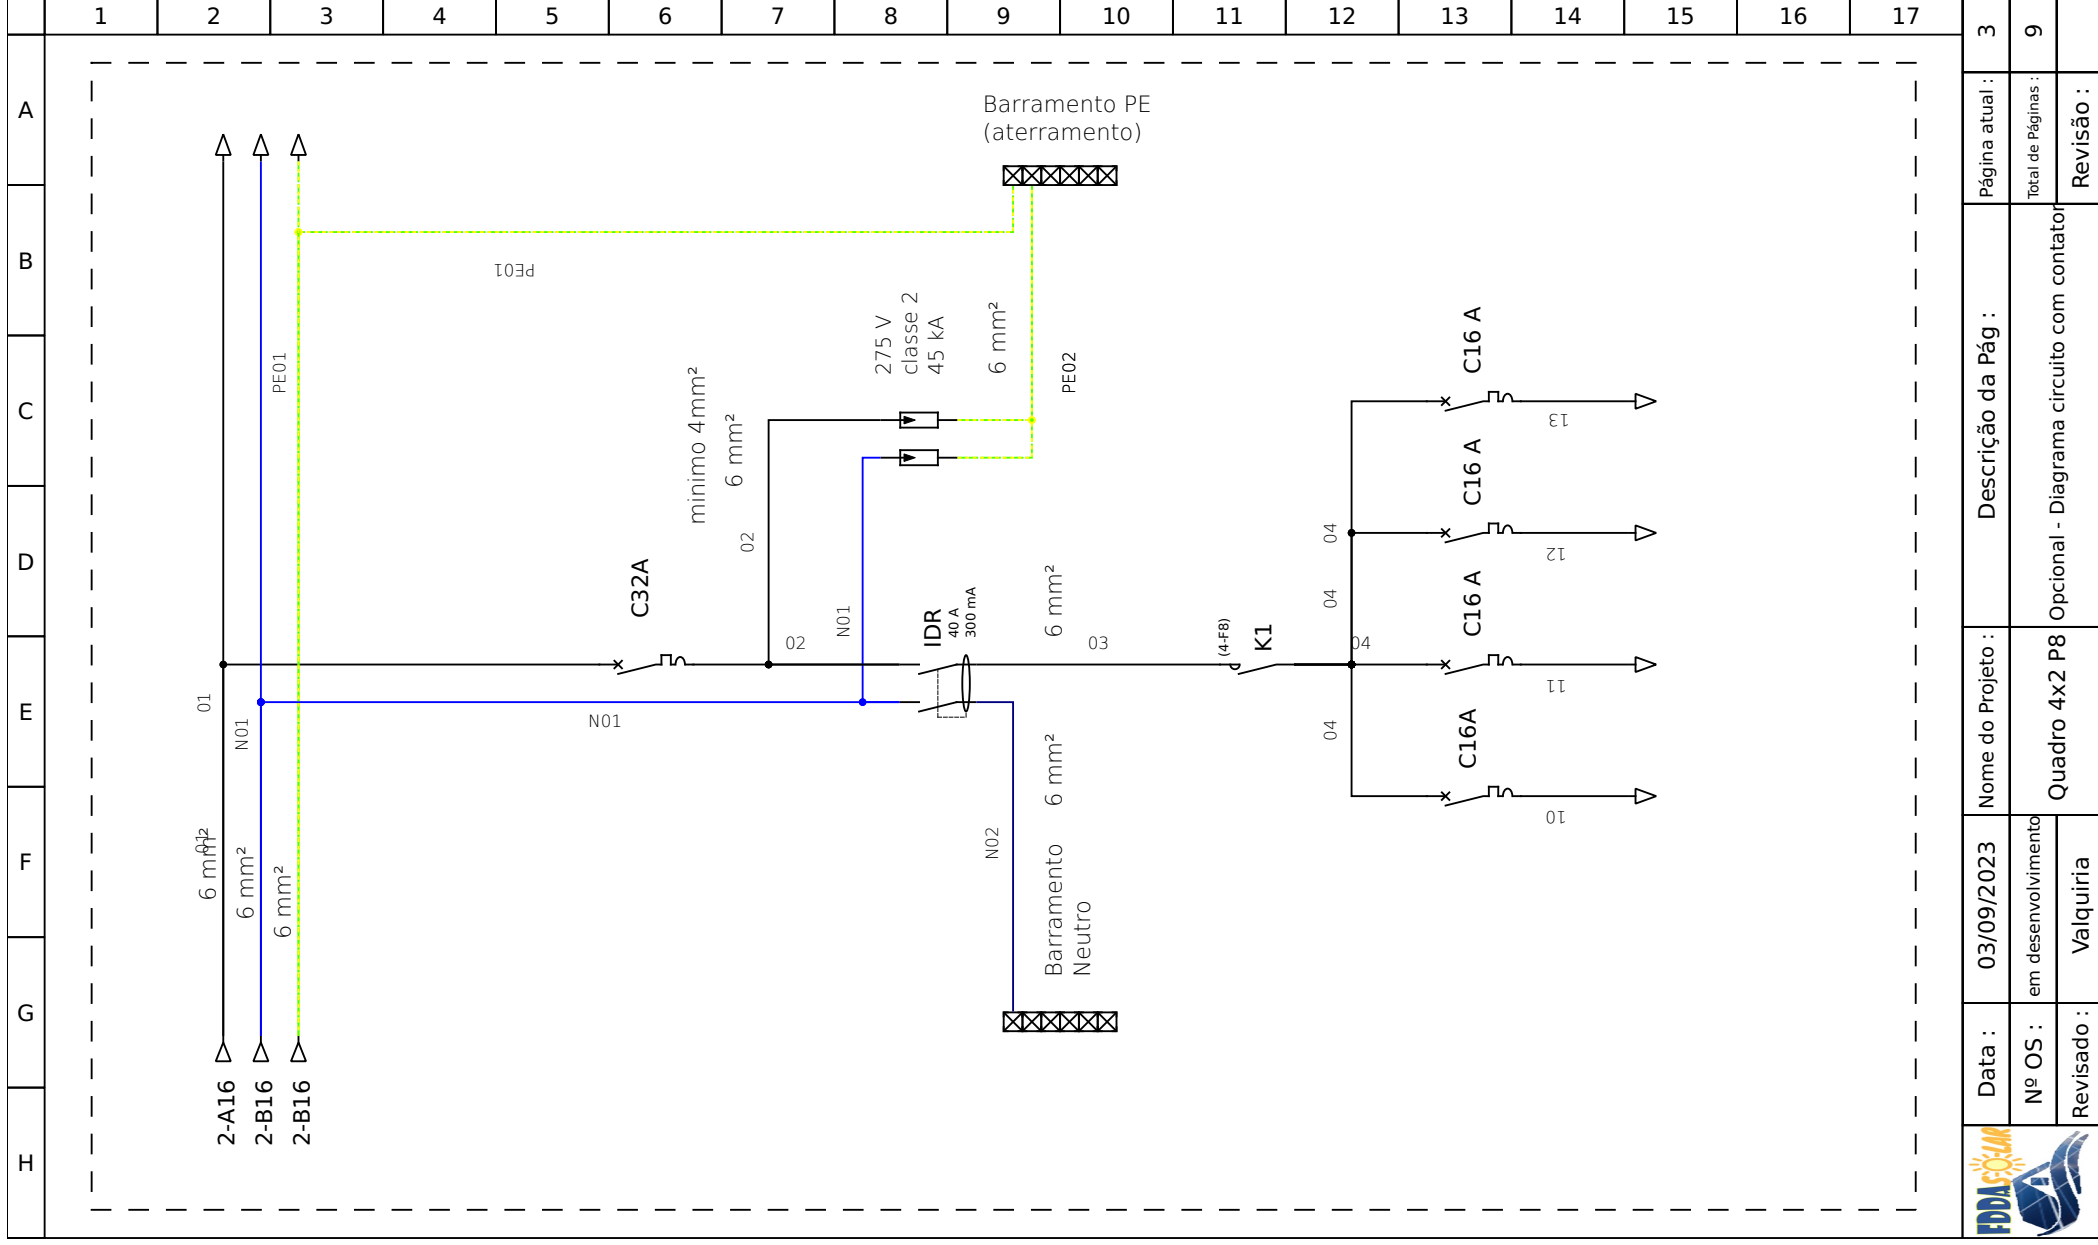 1 2 3 4 5 6 7 8 9 10 11 12 13 14 15 16 17
A
B
C
D
E
F
G
H
Barramento PE
(aterramento)
PE01
PE01
275 V
classe 2
45 kA
6 mm²
PE02
minimo 4mm²
6 mm²
02
N01
C32A
02
IDR
40 A
300 mA
6 mm²
03
(4-F8)
K1
04
04
04
04
C16 A
13
C16 A
12
C16 A
11
C16A
10
01
N01
N01
01
6 mm²
6 mm²
6 mm²
N02
6 mm²
Barramento
Neutro
2-A16
2-B16
2-B16
Página atual :
3
Total de Páginas :
9
Revisão :
Descrição da Pág :
Opcional - Diagrama circuito com contator
Nome do Projeto :
Quadro 4x2 P8
Data :
03/09/2023
Nº OS :
em desenvolvimento
Revisado :
Valquiria
FDDA SOLAR